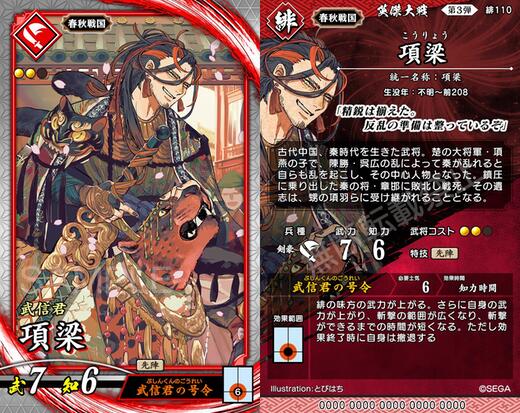 春秋戦国
武信君
項梁
先陣
武7 知6
ぶしんくんのごうれい
武信君の号令
6
緋
春秋戦国
英傑大戦
第3弾
緋110
こうりょう
項梁
統一名称：項梁
生没年：不明～前208
「精鋭は揃えた。
反乱の準備は整っているぞ」
古代中国、秦時代を生きた武将。楚の大将軍・項
燕の子で、陳勝・呉広の乱によって秦が乱れると
自らも乱を起こし、その中心人物となった。鎮圧
に乗り出した秦の将・章邯に敗北し戦死。その遺
志は、甥の項羽らに受け継がれることとなる。
兵種 武力 知力 武将コスト
剣豪 7 6 特技 先陣
ぶしんくんのごうれい 必要士気 効果時間
武信君の号令 6 知力時間
効果範囲
緋の味方の武力が上がる。さらに自身の武
力が上がり、斬撃の範囲が広くなり、斬撃
ができるまでの時間が短くなる。ただし効
果終了時に自身は撤退する
Illustration:とびはち
©SEGA
0000-0000-0000-0000-0000